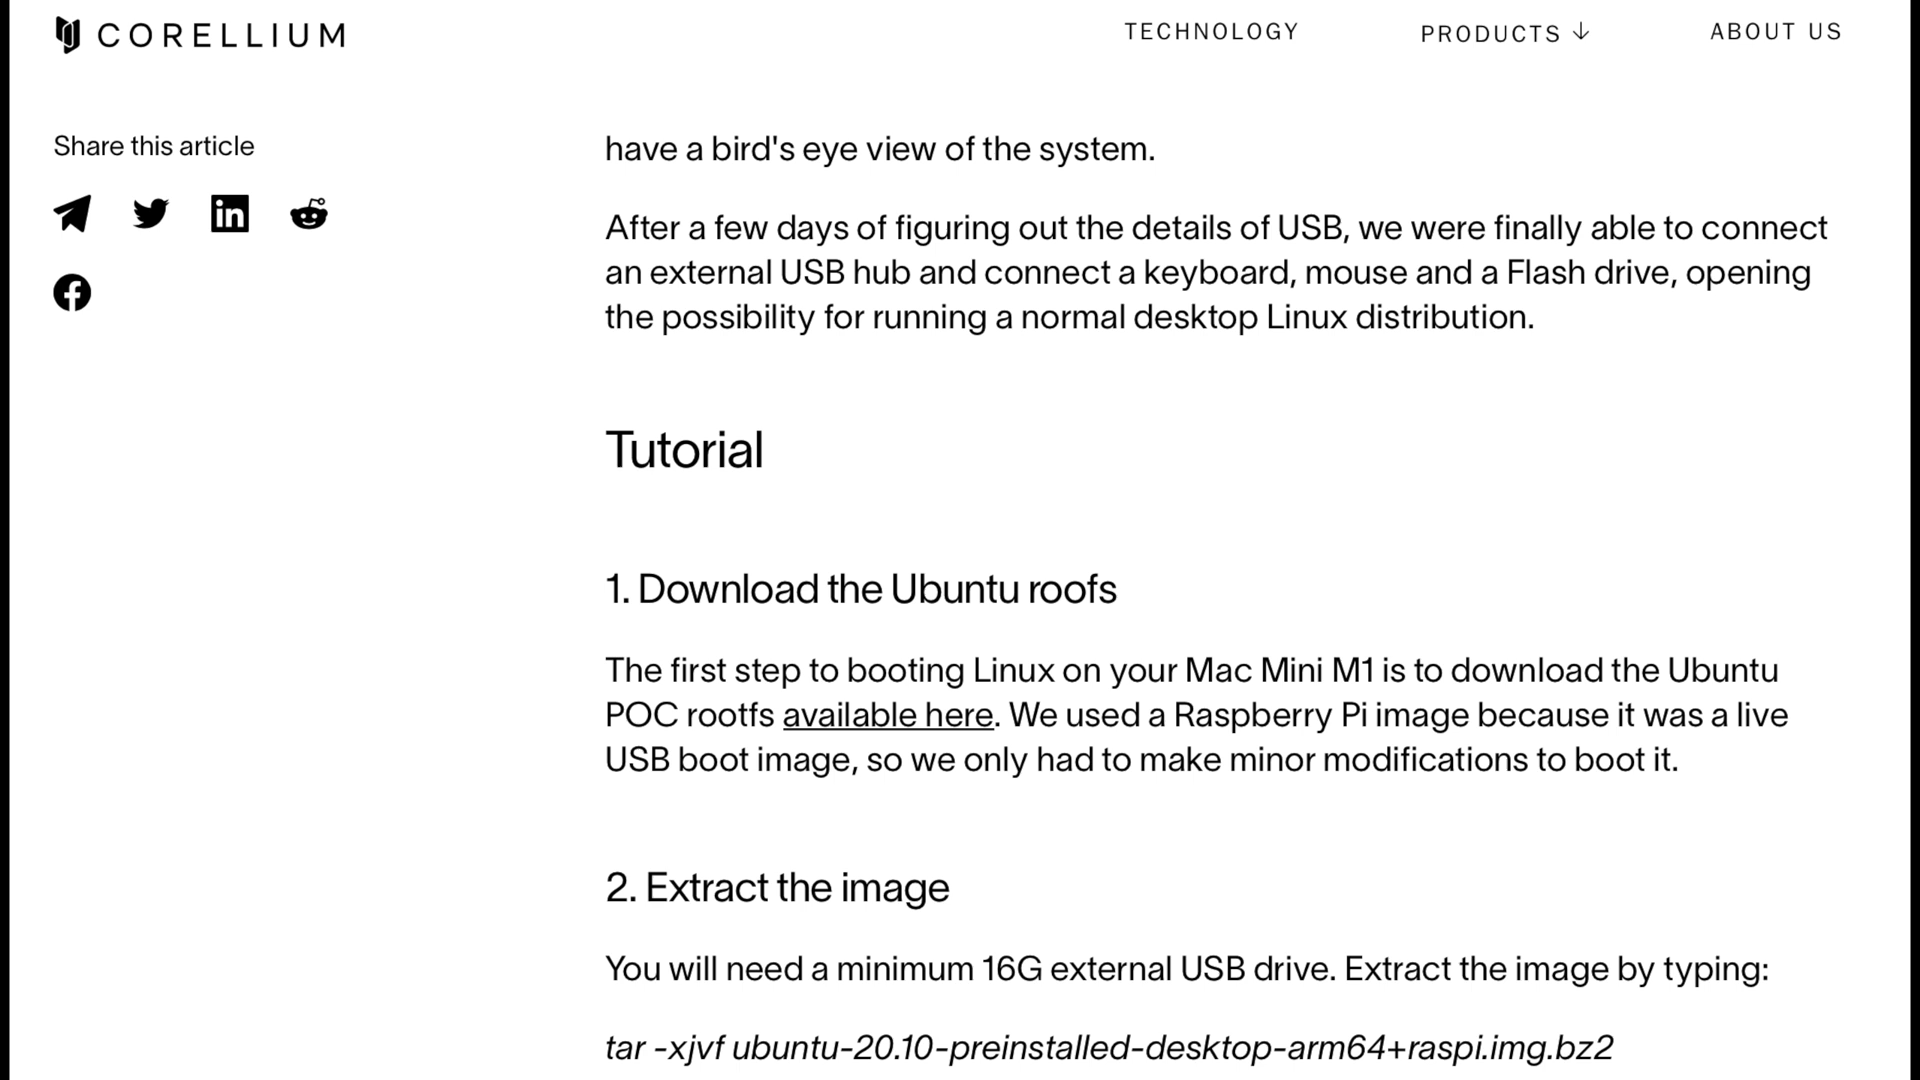 CORELLIUM
TECHNOLOGY
PRODUCTS ↓
ABOUT US
Share this article
have a bird's eye view of the system.
After a few days of figuring out the details of USB, we were finally able to connect
an external USB hub and connect a keyboard, mouse and a Flash drive, opening
the possibility for running a normal desktop Linux distribution.
Tutorial
1. Download the Ubuntu roofs
The first step to booting Linux on your Mac Mini M1 is to download the Ubuntu
POC rootfs available here. We used a Raspberry Pi image because it was a live
USB boot image, so we only had to make minor modifications to boot it.
2. Extract the image
You will need a minimum 16G external USB drive. Extract the image by typing:
tar -xjvf ubuntu-20.10-preinstalled-desktop-arm64+raspi.img.bz2